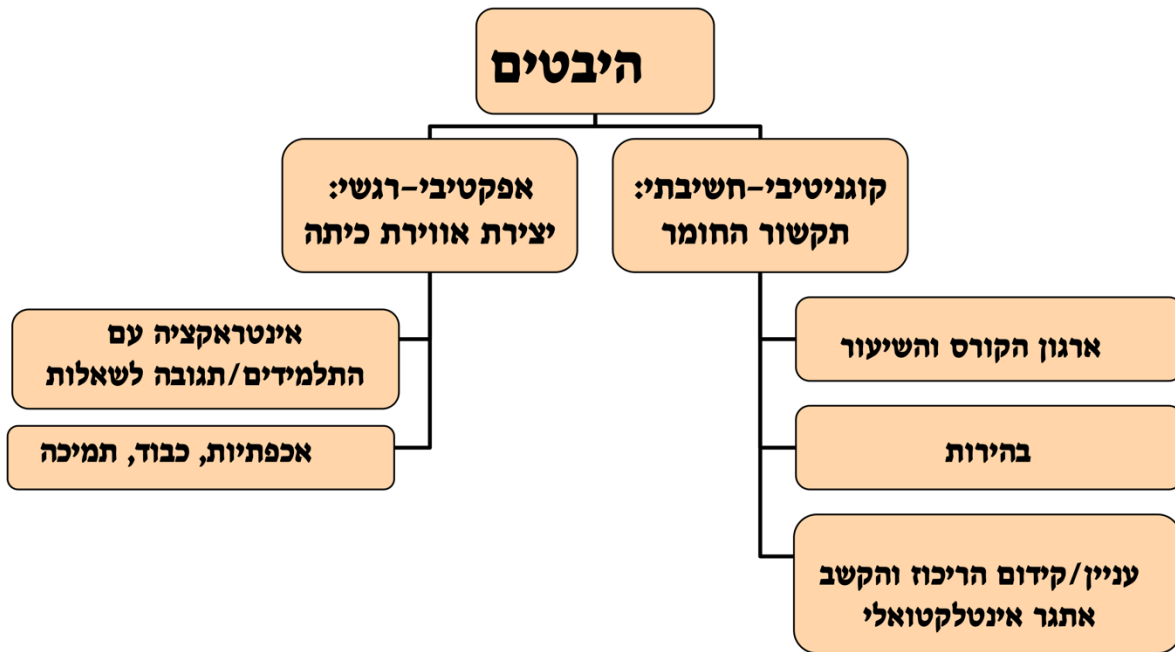 היבטים
קוגניטיבי-חשיבתי:
תקשור החומר
אפקטיבי-רגשי:
יצירת אווירת כיתה
ארגון הקורס והשיעור
בהירות
עניין/קידום הריכוז והקשב
אתגר אינטלקטואלי
אינטראקציה עם
התלמידים/תגובה לשאלות
אכפתיות, כבוד, תמיכה